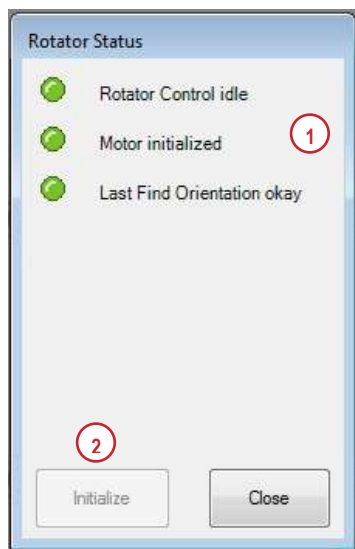 Rotator Status
Rotator Control idle
1
Motor initialized
Last Find Orientation okay
2
Initialize
Close